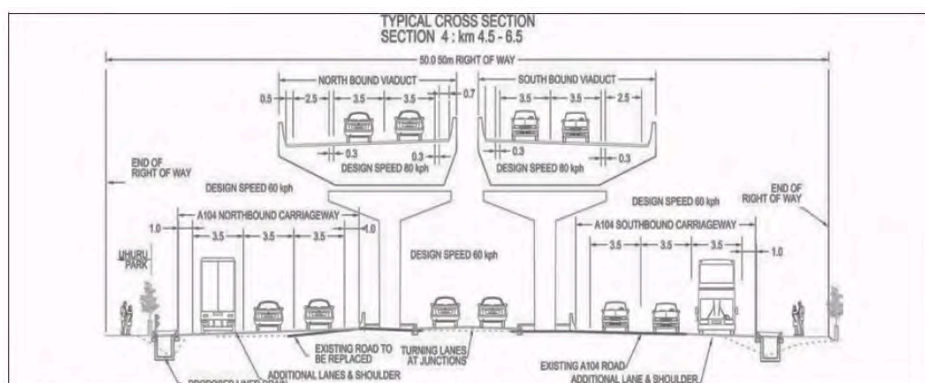 TYPICAL CROSS SECTION
SECTION 4 : km 4.5 - 6.5
50.0 50m RIGHT OF WAY
NORTH BOUND VIADUCT
SOUTH BOUND VIADUCT
0.5 2.5 3.5 3.5 0.7
3.5 3.5 2.5
0.3 0.3
0.3
DESIGN SPEED 80 kph
DESIGN SPEED 80 kph
END OF
RIGHT OF WAY
DESIGN SPEED 60 kph
DESIGN SPEED 60 kph
END OF
RIGHT OF WAY
A104 NORTHBOUND CARRIAGEWAY
A104 SOUTHBOUND CARRIAGEWAY
1.0 3.5 3.5 3.5 1.0
3.5 3.5 3.5 1.0
UHURU
PARK
DESIGN SPEED 60 kph
EXISTING ROAD TO
BE REPLACED
TURNING LANES
AT JUNCTIONS
EXISTING A104 ROAD
ADDITIONAL LANES & SHOULDER
ADDITIONAL LANE & SHOULDER
PROPOSED LINED DRAIN